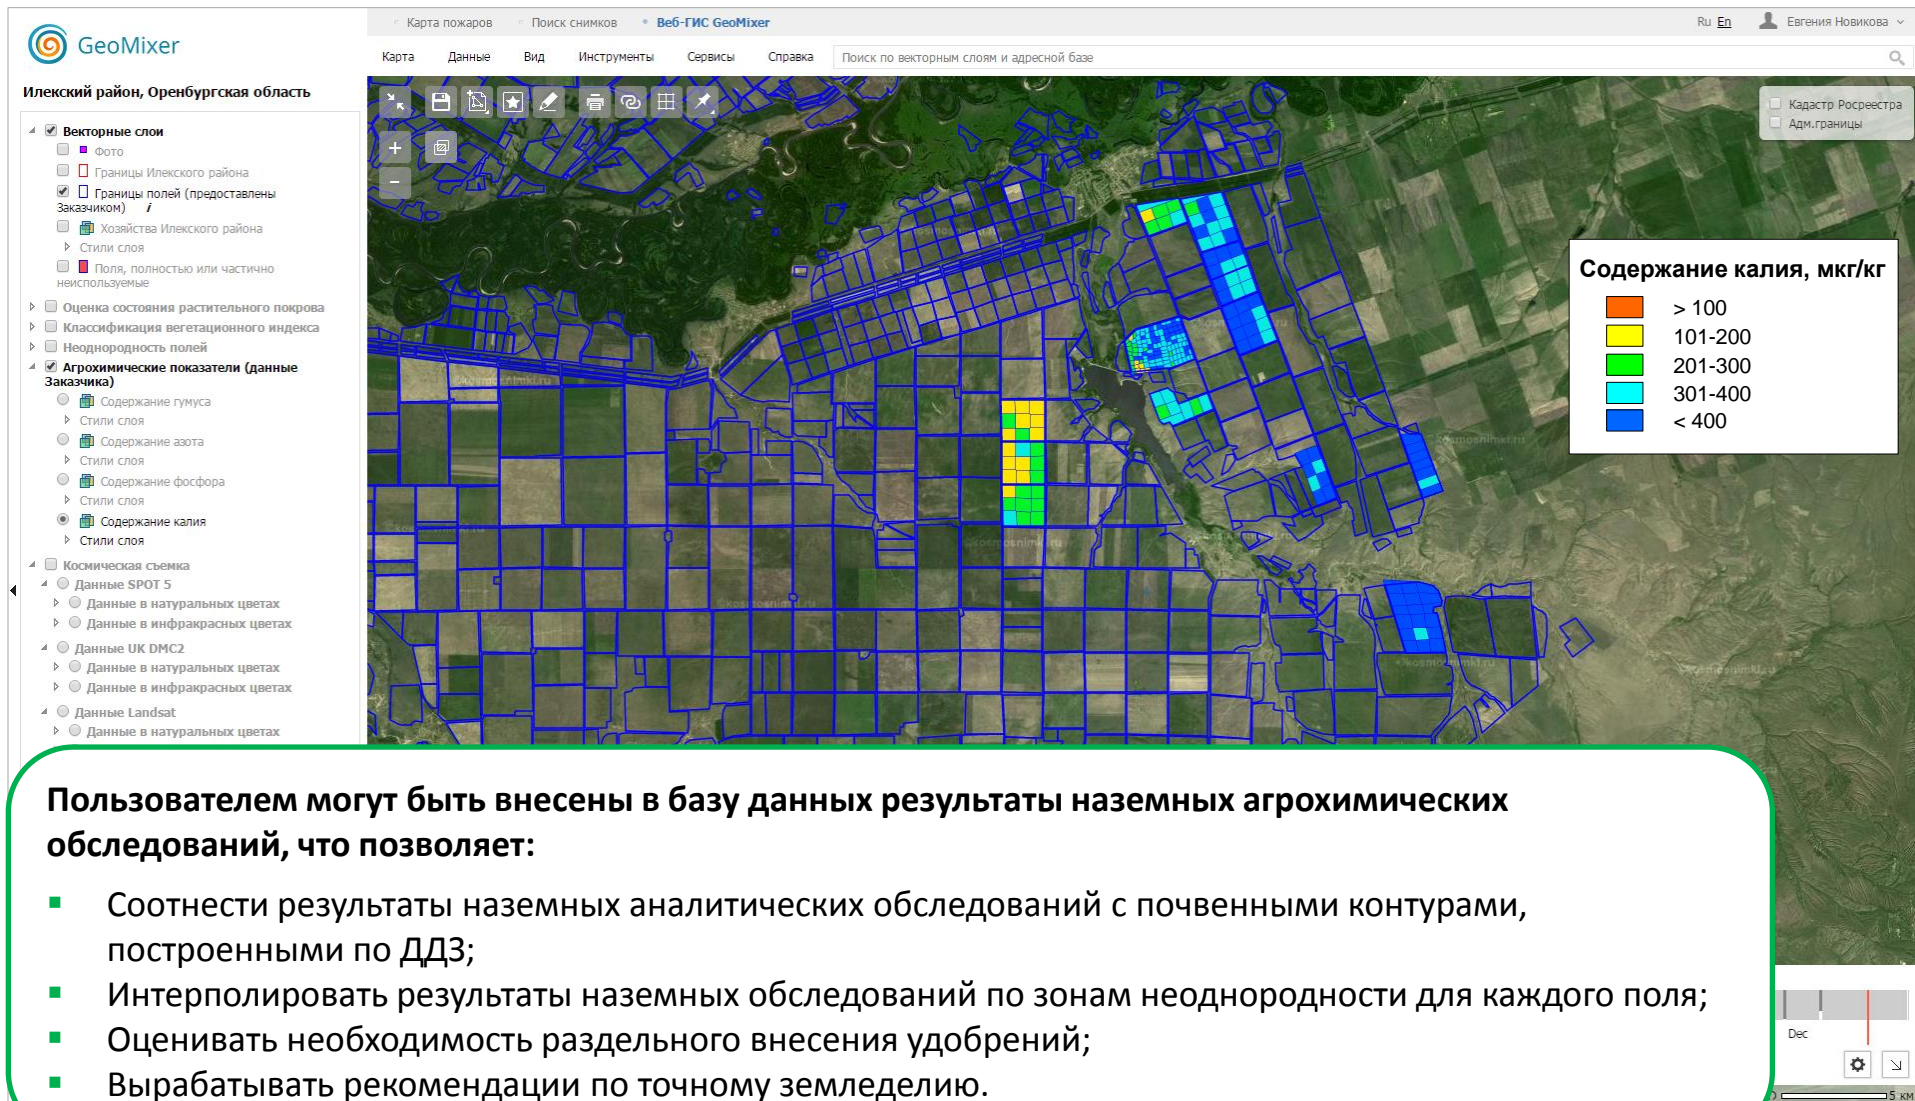 Карта пожаров Поиск снимков Веб-ГИС GeoMixer Ru En Евгения Новикова
GeoMixer
Карта Данные Вид Инструменты Сервисы Справка Поиск по векторным слоям и адресной базе
Илекский район, Оренбургская область
Векторные слои
Фото
Границы Илекского района
Границы полей (предоставлены
Заказчиком) i
Хозяйства Илекского района
Стили слоя
Поля, полностью или частично
неиспользуемые
Оценка состояния растительного покрова
Классификация вегетационного индекса
Неоднородность полей
Агрохимические показатели (данные
Заказчика)
Содержание гумуса
Стили слоя
Содержание азота
Стили слоя
Содержание фосфора
Стили слоя
Содержание калия
Стили слоя
Космическая съемка
Данные SPOT 5
Данные в натуральных цветах
Данные в инфракрасных цветах
Данные UK DMC2
Данные в натуральных цветах
Данные в инфракрасных цветах
Данные Landsat
Данные в натуральных цветах
Кадастр Росреестра
Адм.границы
Содержание калия, мкг/кг
> 100
101-200
201-300
301-400
< 400
Пользователем могут быть внесены в базу данных результаты наземных агрохимических
обследований, что позволяет:
▪ Соотнести результаты наземных аналитических обследований с почвенными контурами,
построенными по ДДЗ;
▪ Интерполировать результаты наземных обследований по зонам неоднородности для каждого поля;
▪ Оценивать необходимость раздельного внесения удобрений;
▪ Вырабатывать рекомендации по точному земледелию.
Dec
5 км